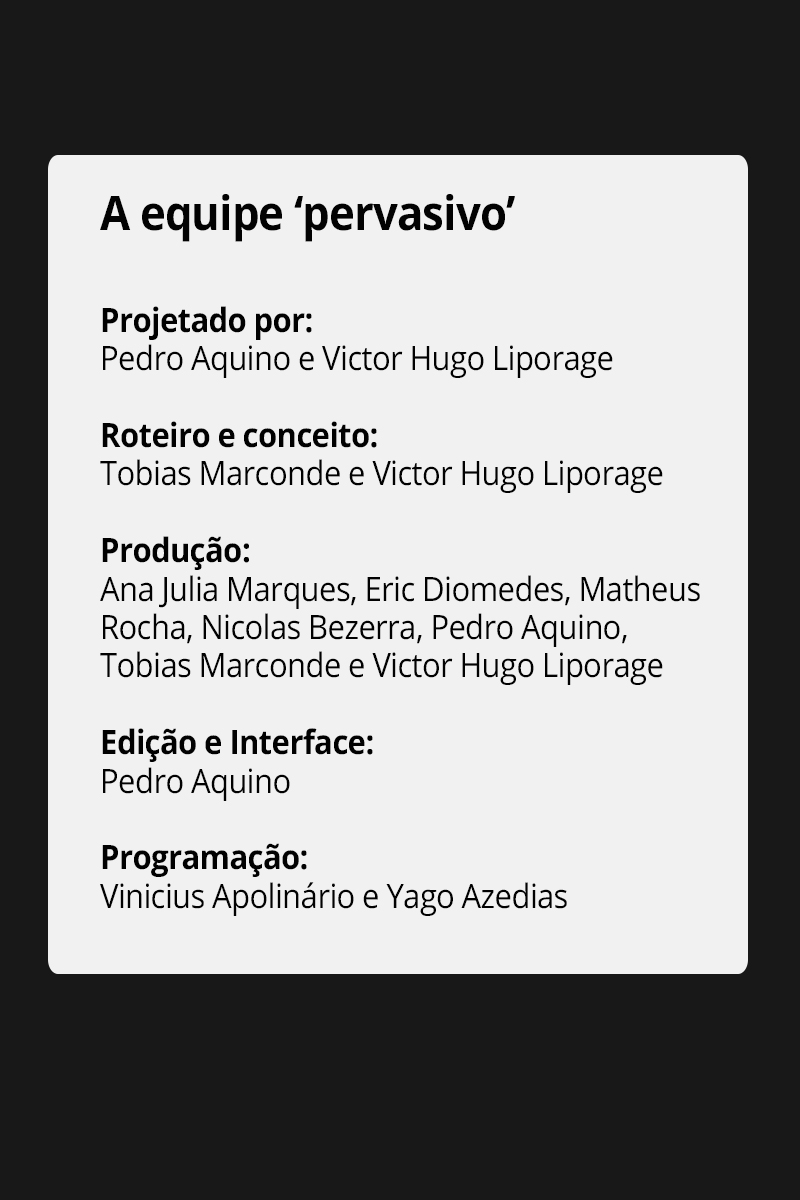 A equipe ‘pervasivo’
Projetado por:
Pedro Aquino e Victor Hugo Liporage
Roteiro e conceito:
Tobias Marconde e Victor Hugo Liporage
Produção:
Ana Julia Marques, Eric Diomedes, Matheus
Rocha, Nicolas Bezerra, Pedro Aquino,
Tobias Marconde e Victor Hugo Liporage
Edição e Interface:
Pedro Aquino
Programação:
Vinicius Apolinário e Yago Azedias